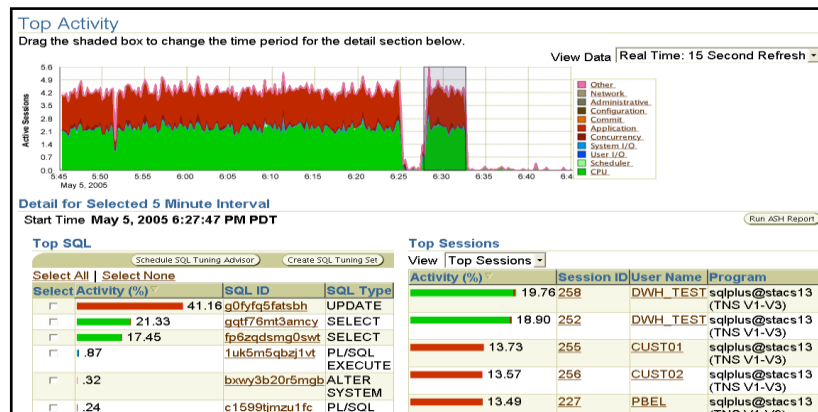 Top Activity
Drag the shaded box to change the time period for the detail section below.
View Data Real Time: 15 Second Refresh
5.6
4.9
4.2
3.5
2.8
2.1
1.4
0.7
0.0
Active Sessions
5:45 5:50 5:55 6:00 6:05 6:10 6:15 6:20 6:25 6:30 6:35 6:40 6:4
May 5, 2005
Other
Network
Administrative
Configuration
Commit
Application
Concurrency
System I/O
User I/O
Scheduler
CPU
Detail for Selected 5 Minute Interval
Start Time May 5, 2005 6:27:47 PM PDT
Run ASH Report
Top SQL
Schedule SQL Tuning Advisor Create SQL Tuning Set
Select All | Select None
Select Activity (%) SQL ID SQL Type
41.16 g0fyfq5fatsbh UPDATE
21.33 gqtf76mt3amcy SELECT
17.45 fp6zqdsmg0swt SELECT
.87 1uk5m5qbzj1vt PL/SQL EXECUTE
.32 bxwy3b20r5mgb ALTER SYSTEM
.24 c1599tjmzu1fc PL/SQL
Top Sessions
View Top Sessions
Activity (%) Session ID User Name Program
19.76 258 DWH_TEST sqlplus@stacs13 (TNS V1-V3)
18.90 252 DWH_TEST sqlplus@stacs13 (TNS V1-V3)
13.73 255 CUST01 sqlplus@stacs13 (TNS V1-V3)
13.57 256 CUST02 sqlplus@stacs13 (TNS V1-V3)
13.49 227 PBEL sqlplus@stacs13